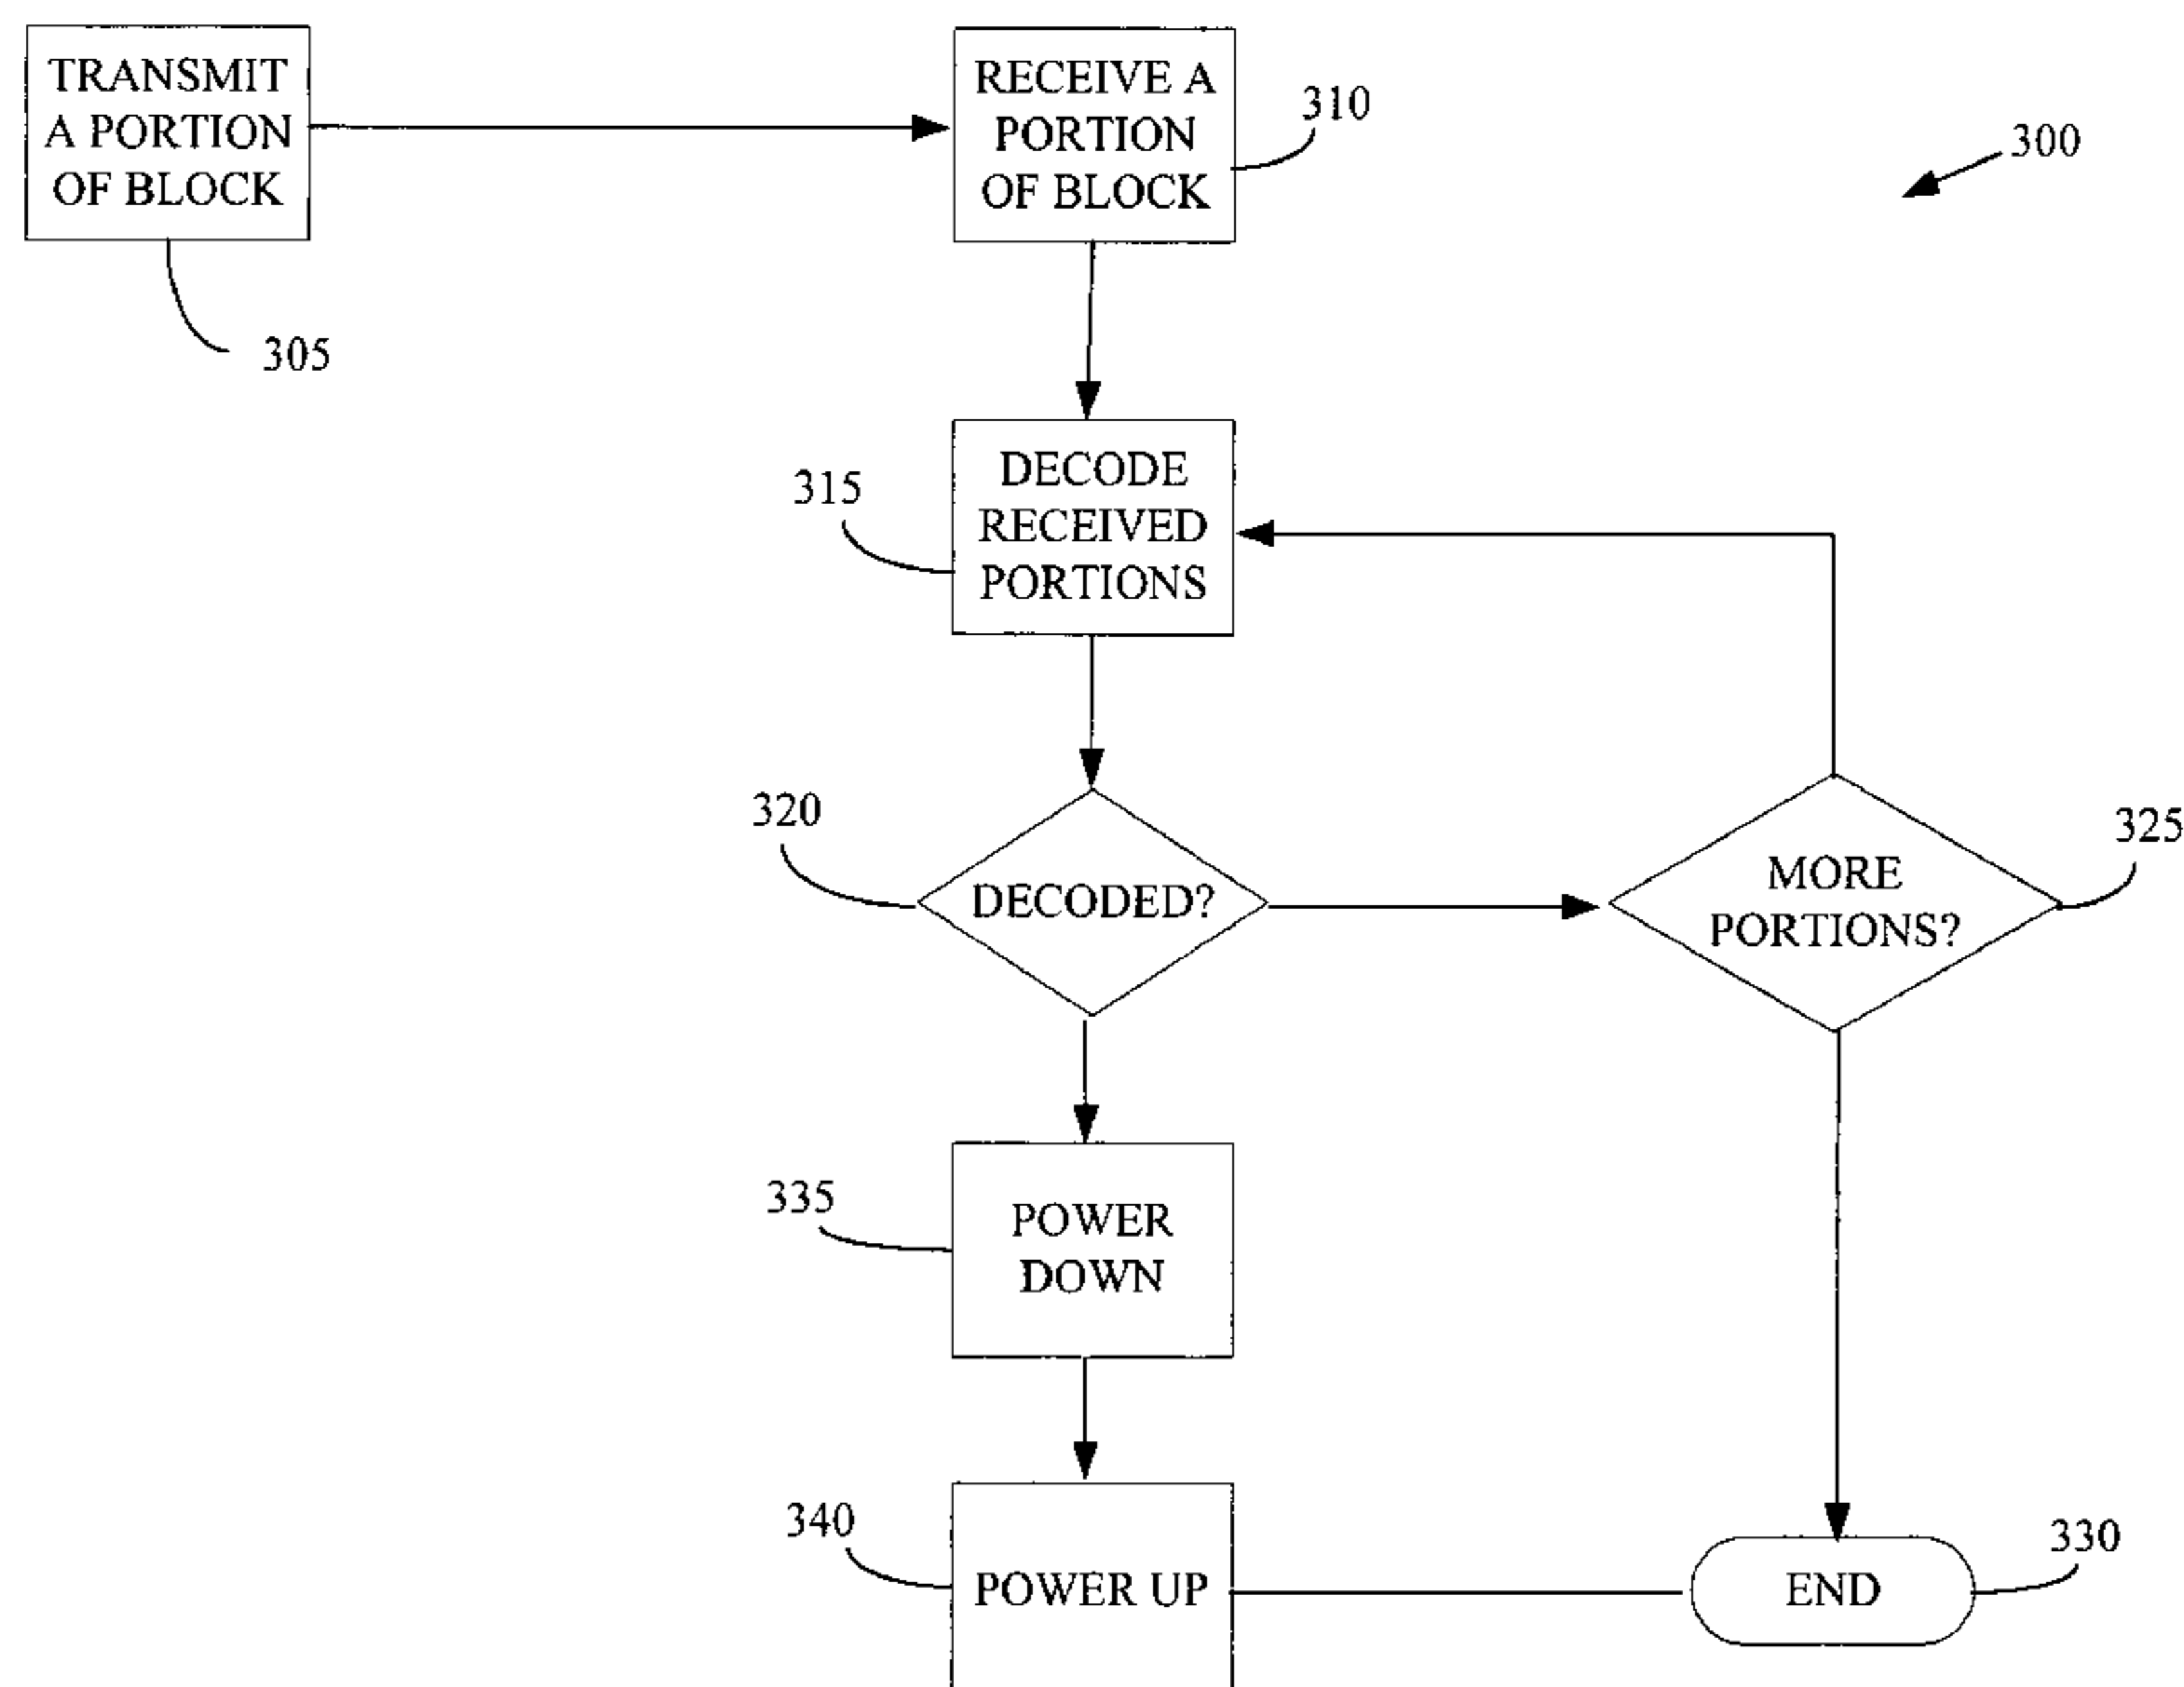 TRANSMIT
A PORTION
OF BLOCK
305
RECEIVE A
PORTION
OF BLOCK
310
300
DECODE
RECEIVED
PORTIONS
315
320
DECODED?
MORE
PORTIONS?
325
335
POWER
DOWN
340
POWER UP
END
330